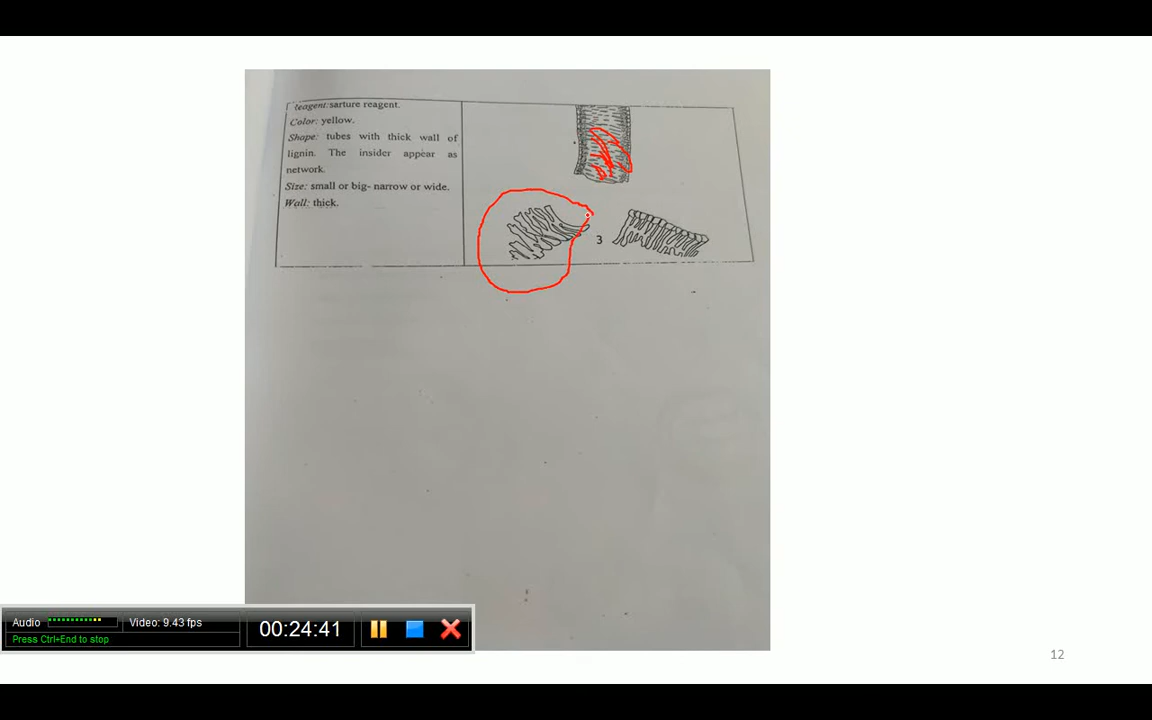 Reagent: sarture reagent.
Color: yellow.
Shape: tubes with thick wall of
lignin. The insider appear as
network.
Size: small or big- narrow or wide.
Wall: thick.
3
Audio
Video: 9.43 fps
Press Ctrl+End to stop
00:24:41
12